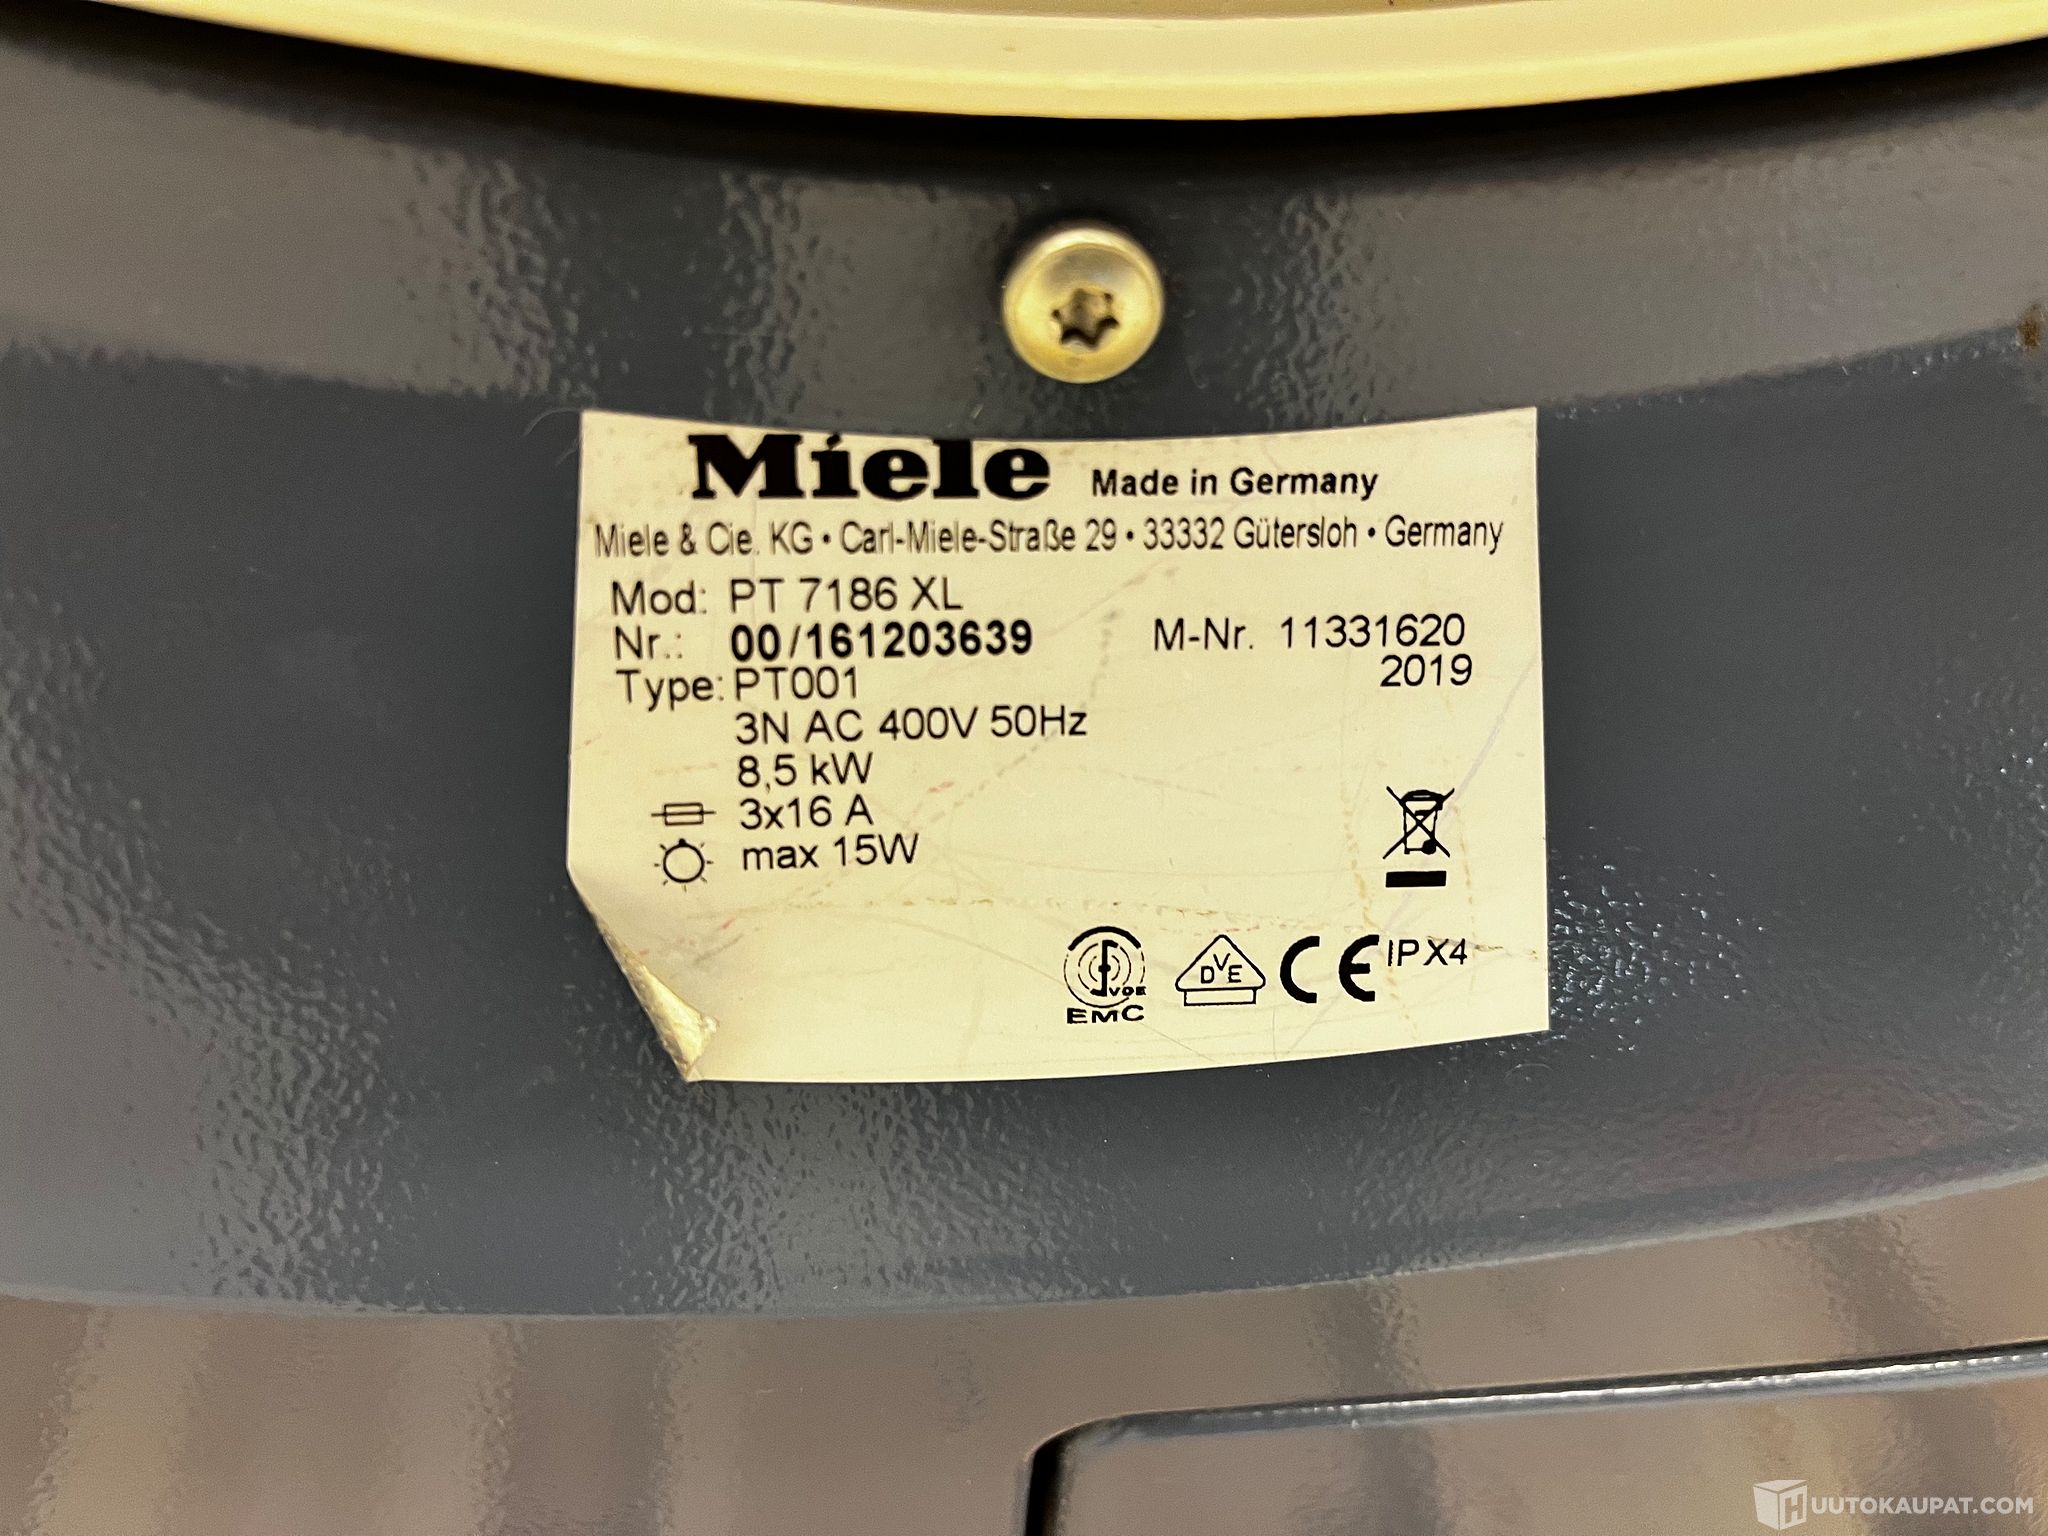 Miele Made in Germany
Miele & Cie. KG • Carl-Miele-Straße 29 • 33332 Gütersloh • Germany
Mod: PT 7186 XL
Nr.: 00/161203639 M-Nr. 11331620
2019
Type: PT001
3N AC 400V 50Hz
8,5 kW
3x16 A
max 15W
VDE
EMC
DVE
CE
IPX4
HUUTOKAUPAT.COM